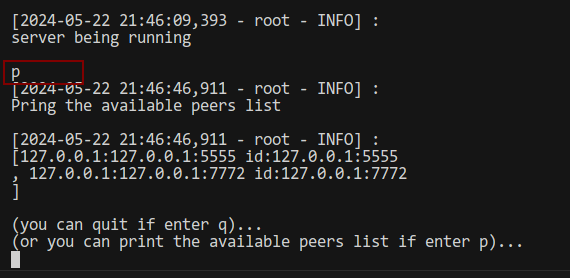 [2024-05-22 21:46:09,393 - root - INFO] :
server being running
p
[2024-05-22 21:46:46,911 - root - INFO] :
Pring the available peers list
[2024-05-22 21:46:46,911 - root - INFO] :
[127.0.0.1:127.0.0.1:5555 id:127.0.0.1:5555
, 127.0.0.1:127.0.0.1:7772 id:127.0.0.1:7772
]
(you can quit if enter q)...
(or you can print the available peers list if enter p)...